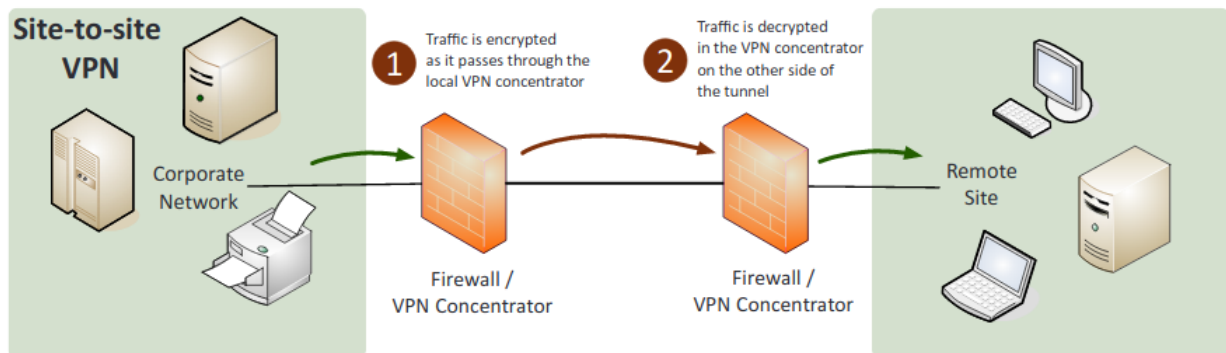 Site-to-site
VPN
1
Traffic is encrypted
as it passes through the
local VPN concentrator
2
Traffic is decrypted
in the VPN concentrator
on the other side of
the tunnel
Corporate
Network
Firewall /
VPN Concentrator
Firewall /
VPN Concentrator
Remote
Site